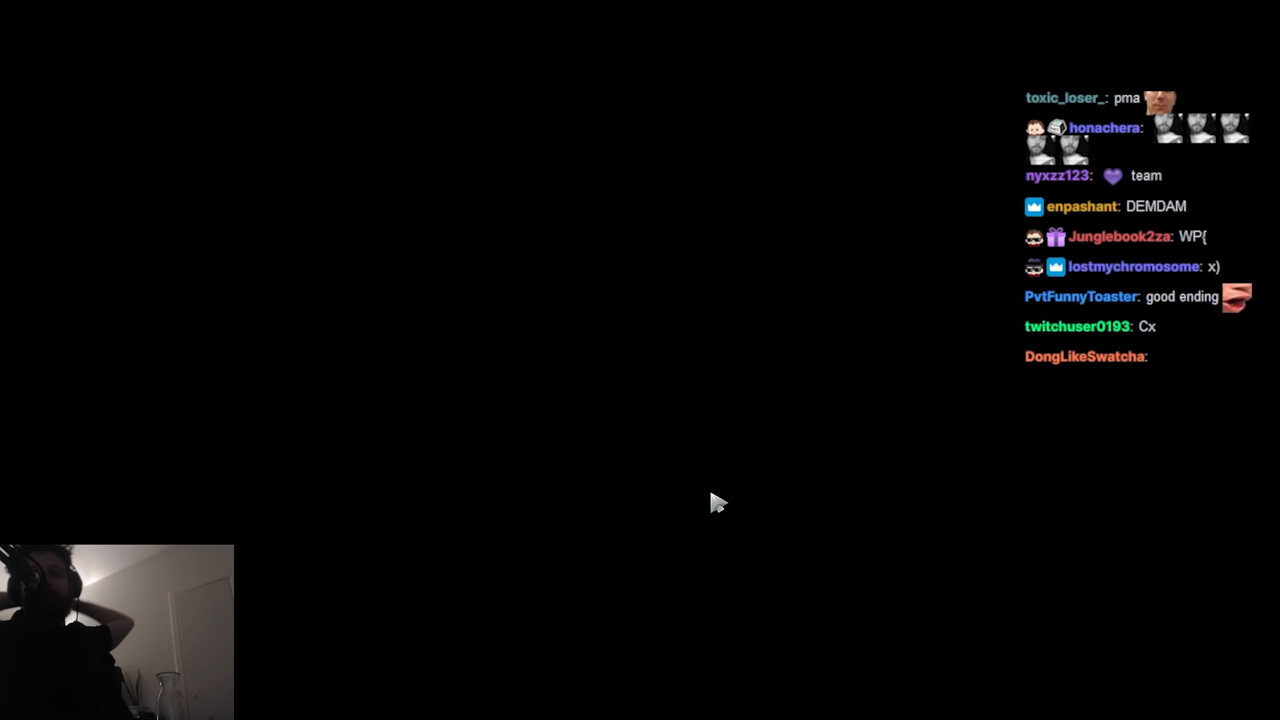 toxic_loser_: pma
honachera:
nyxzz123: team
enpashant: DEMDAM
Junglebook2za: WP{
lostmychromosome: x)
PvtFunnyToaster: good ending
twitchuser0193: Cx
DongLikeSwatcha: